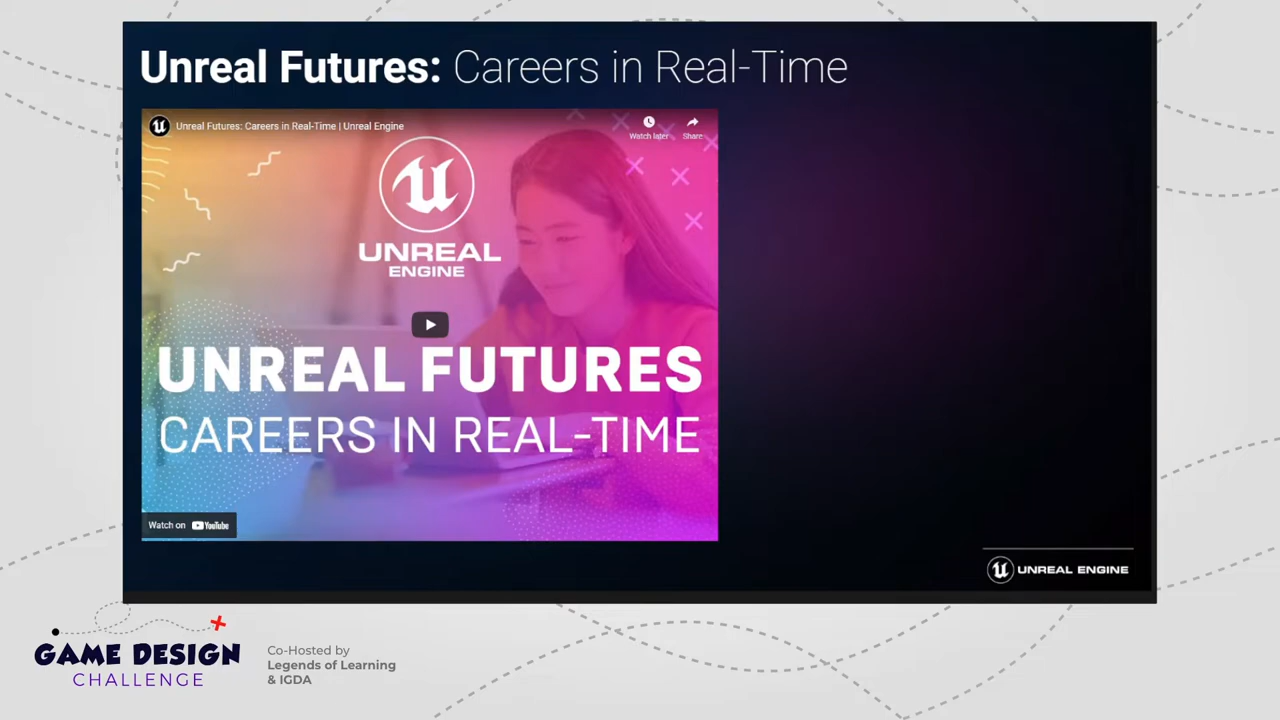 Unreal Futures: Careers in Real-Time
Unreal Futures: Careers in Real-Time | Unreal Engine
Watch later
Share
UNREAL
ENGINE
UNREAL FUTURES
CAREERS IN REAL-TIME
Watch on YouTube
UNREAL ENGINE
GAME DESIGN
CHALLENGE
Co-Hosted by
Legends of Learning
& IGDA